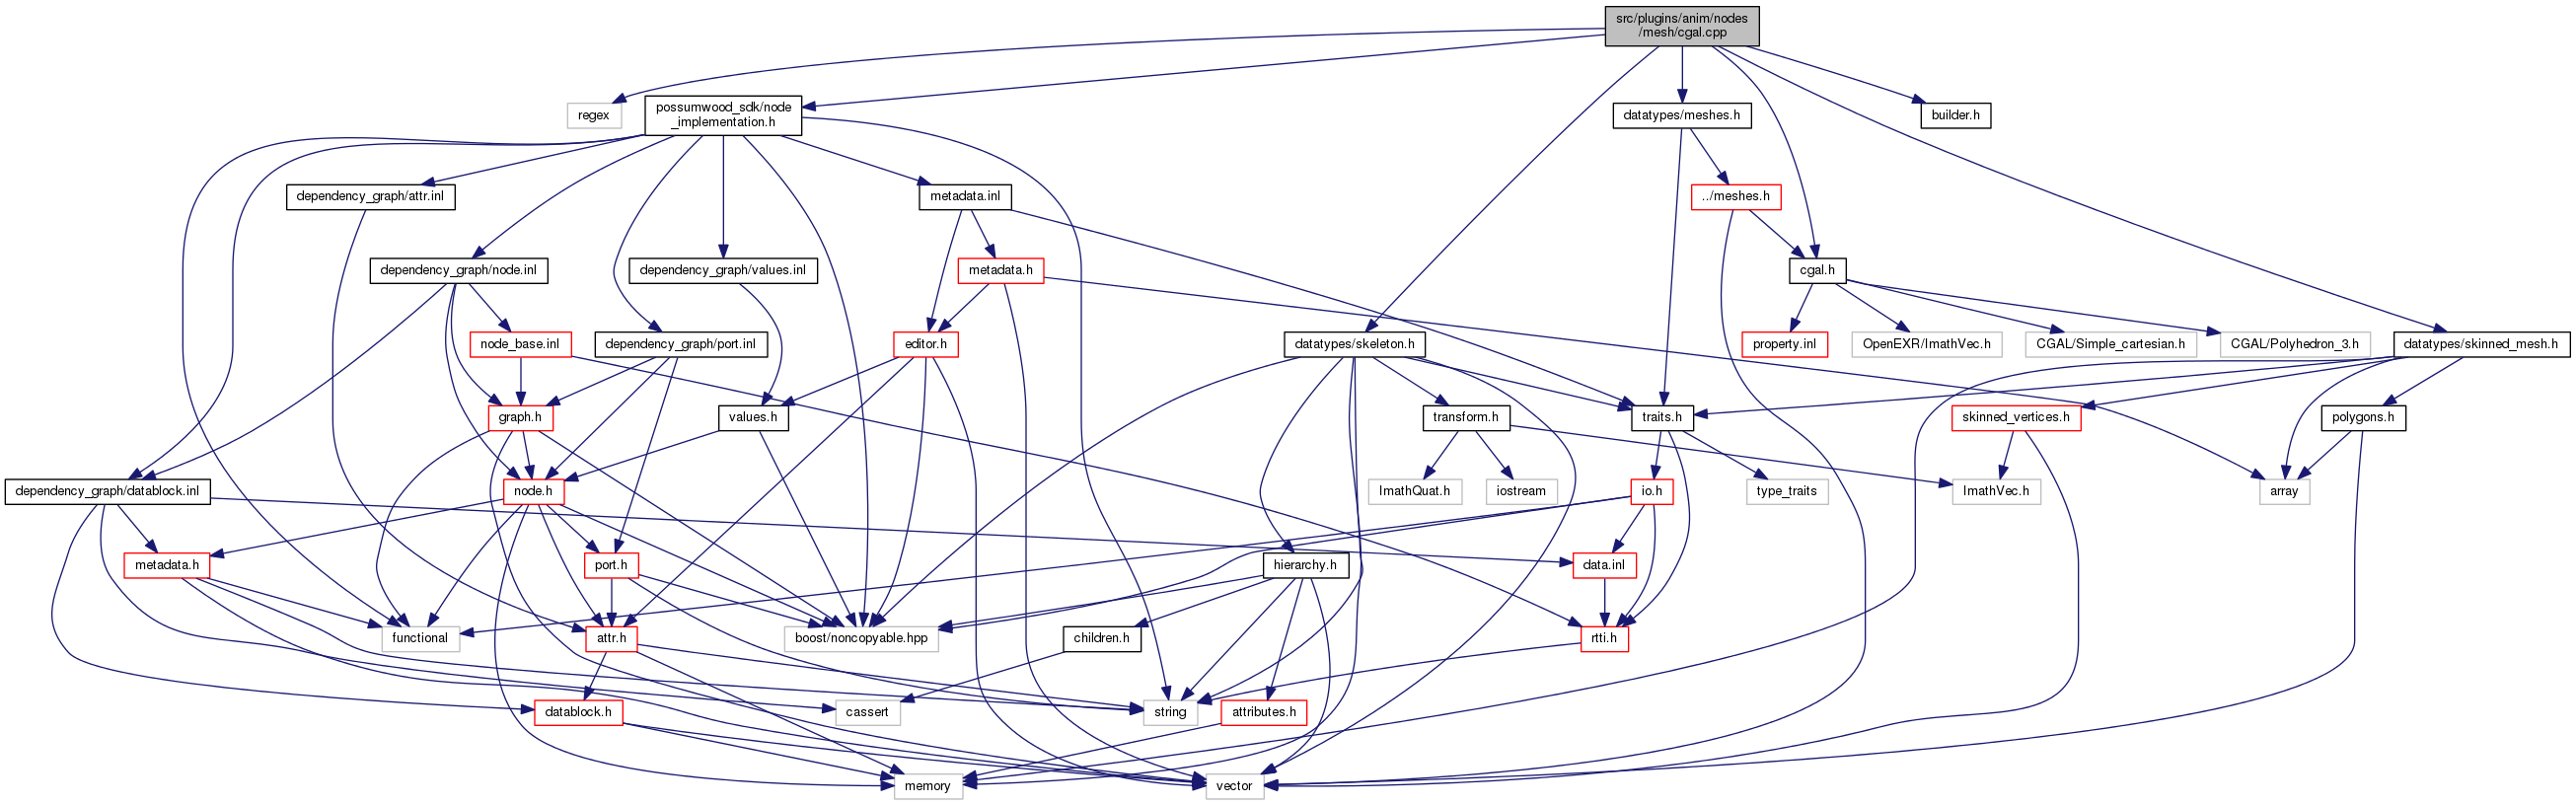 src/plugins/anim/nodes
/mesh/cgal.cpp
regex
possumwood_sdk/node
_implementation.h
datatypes/meshes.h
builder.h
dependency_graph/attr.inl
metadata.inl
../meshes.h
dependency_graph/node.inl
dependency_graph/values.inl
metadata.h
cgal.h
node_base.inl
dependency_graph/port.inl
editor.h
datatypes/skeleton.h
property.inl
OpenEXR/ImathVec.h
CGAL/Simple_cartesian.h
CGAL/Polyhedron_3.h
datatypes/skinned_mesh.h
graph.h
values.h
transform.h
traits.h
skinned_vertices.h
polygons.h
dependency_graph/datablock.inl
node.h
ImathQuat.h
iostream
io.h
type_traits
ImathVec.h
array
metadata.h
port.h
hierarchy.h
data.inl
functional
attr.h
boost/noncopyable.hpp
children.h
rtti.h
datablock.h
cassert
string
attributes.h
memory
vector